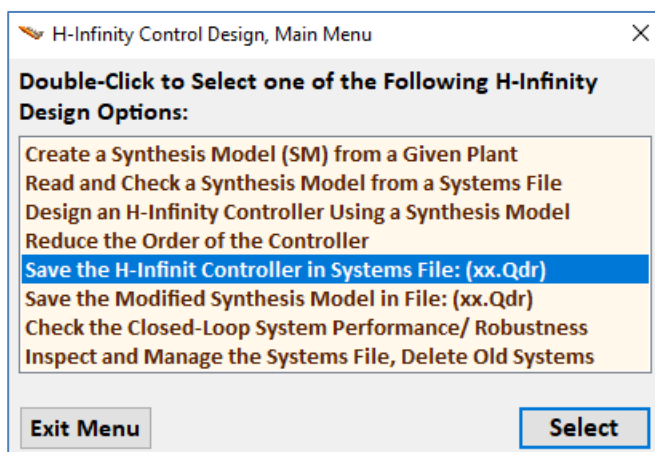 H-Infinity Control Design, Main Menu
Double-Click to Select one of the Following H-Infinity
Design Options:
Create a Synthesis Model (SM) from a Given Plant
Read and Check a Synthesis Model from a Systems File
Design an H-Infinity Controller Using a Synthesis Model
Reduce the Order of the Controller
Save the H-Infinit Controller in Systems File: (xx.Qdr)
Save the Modified Synthesis Model in File: (xx.Qdr)
Check the Closed-Loop System Performance/ Robustness
Inspect and Manage the Systems File, Delete Old Systems
Exit Menu
Select